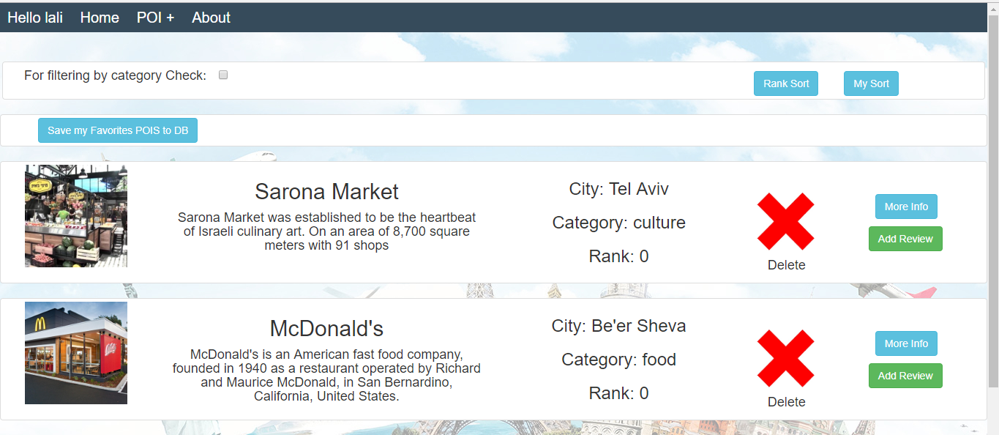 Hello lali Home POI + About
For filtering by category Check:
Rank Sort My Sort
Save my Favorites POIS to DB
Sarona Market
Sarona Market was established to be the heartbeat
of Israeli culinary art. On an area of 8,700 square
meters with 91 shops
City: Tel Aviv
Category: culture
Rank: 0
Delete
More Info
Add Review
McDonald's
McDonald's is an American fast food company,
founded in 1940 as a restaurant operated by Richard
and Maurice McDonald, in San Bernardino,
California, United States.
City: Be'er Sheva
Category: food
Rank: 0
Delete
More Info
Add Review